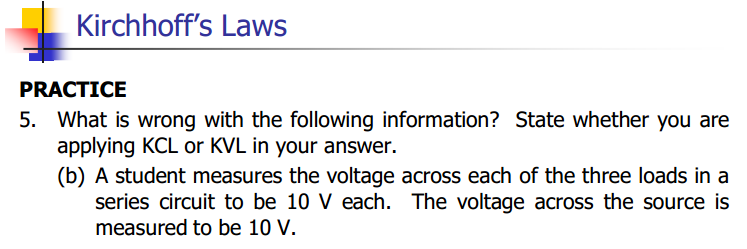 Kirchhoff's Laws
PRACTICE
5. What is wrong with the following information? State whether you are
applying KCL or KVL in your answer.
(b) A student measures the voltage across each of the three loads in a
series circuit to be 10 V each. The voltage across the source is
measured to be 10 V.